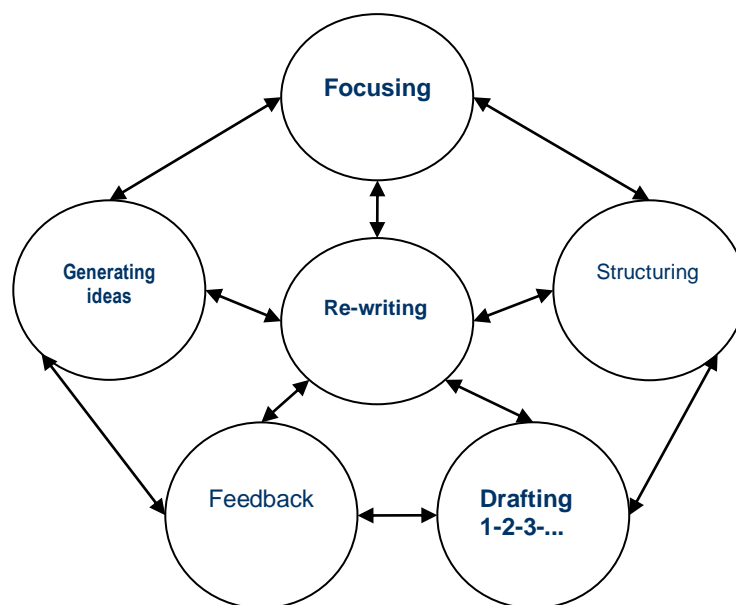 Focusing
Generating
ideas
Structuring
Re-writing
Feedback
Drafting
1-2-3-...